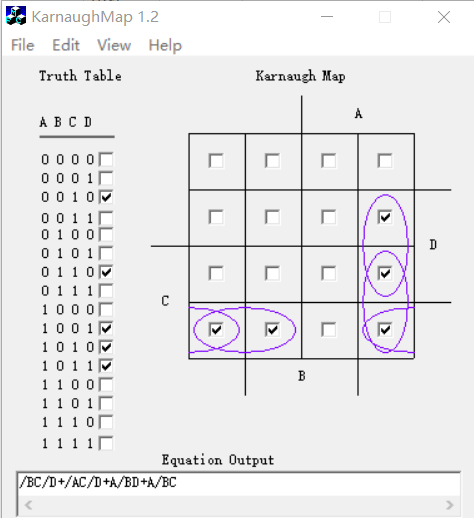 KarnaughMap 1.2
File Edit View Help
Truth Table
Karnaugh Map
A B C D
A
0 0 0 0
0 0 0 1
0 0 1 0
0 0 1 1
0 1 0 0
0 1 0 1
0 1 1 0
0 1 1 1
1 0 0 0
1 0 0 1
1 0 1 0
1 0 1 1
1 1 0 0
1 1 0 1
1 1 1 0
1 1 1 1
D
C
B
Equation Output
/BC/D+/AC/D+A/BD+A/BC